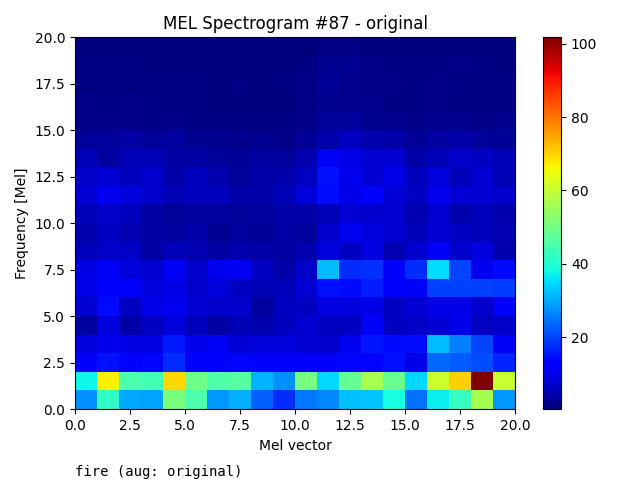 MEL Spectrogram #87 - original
20.0
17.5
15.0
12.5
10.0
7.5
5.0
2.5
0.0
Frequency [Mel]
0.0 2.5 5.0 7.5 10.0 12.5 15.0 17.5 20.0
Mel vector
100
80
60
40
20
fire (aug: original)